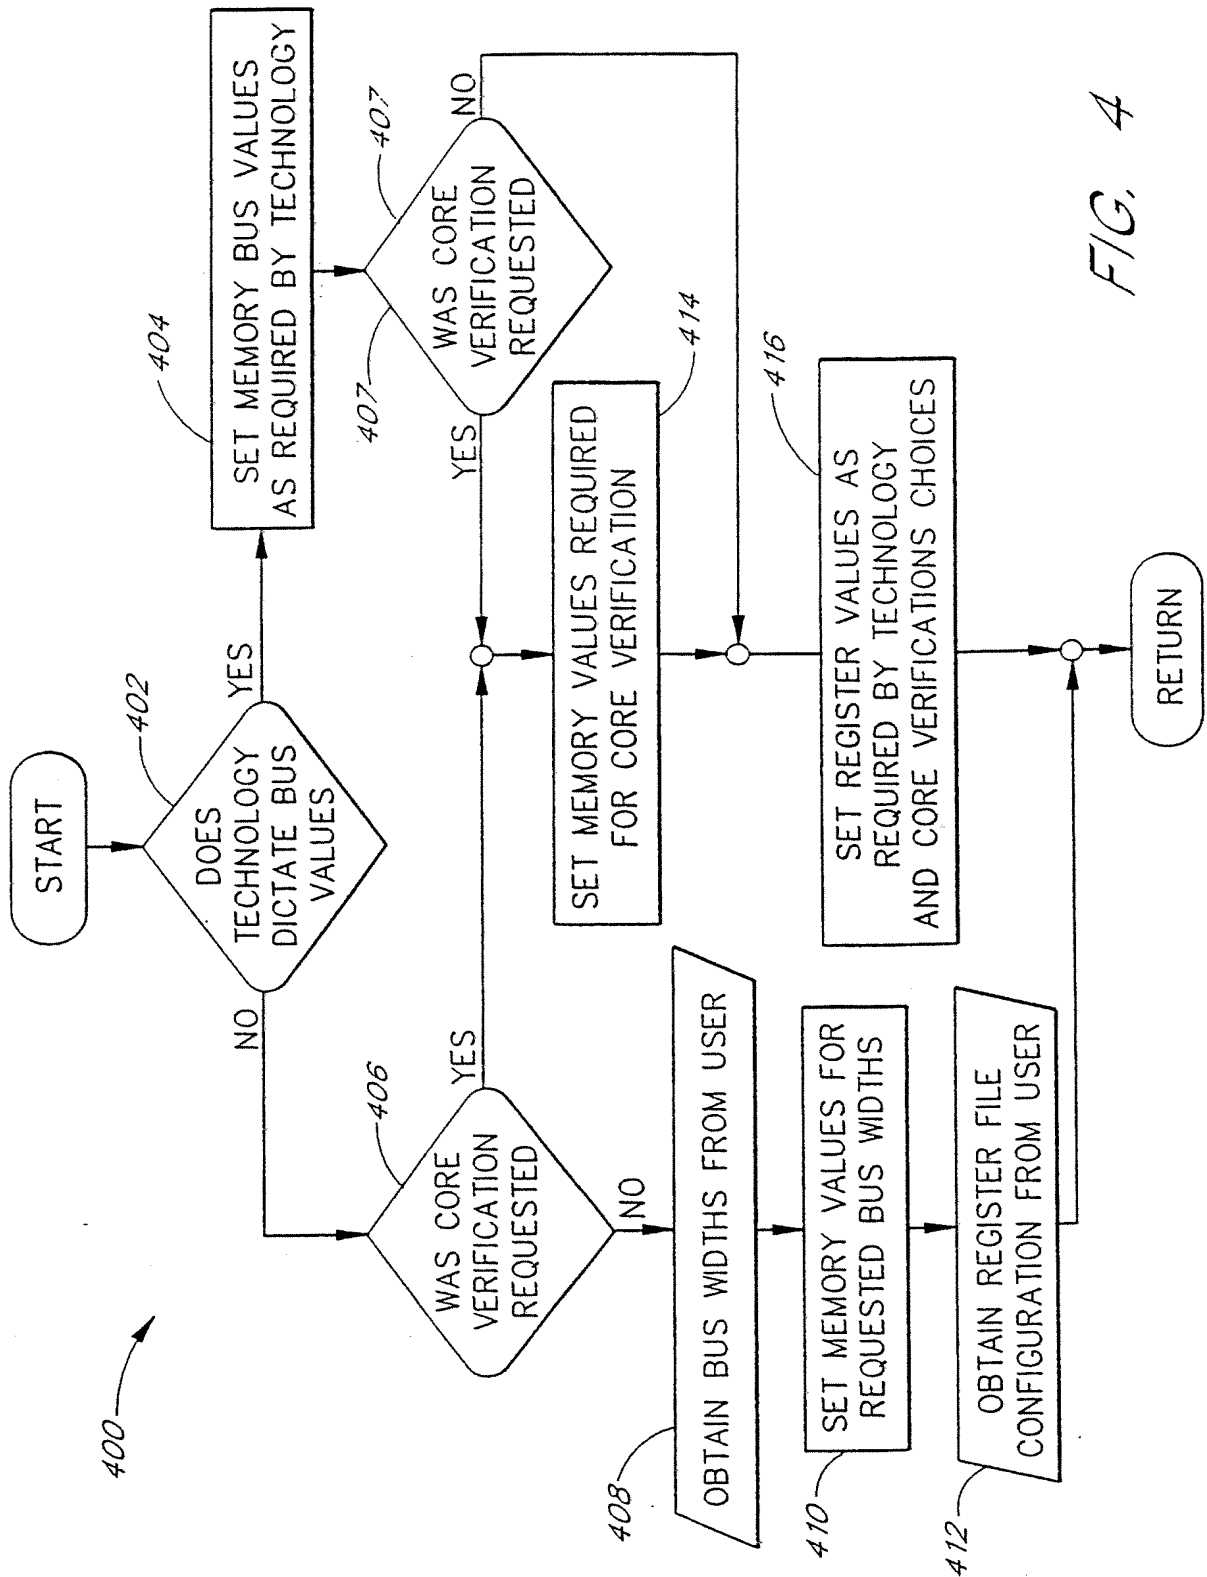 400
START
402
DOES
TECHNOLOGY
DICTATE BUS
VALUES
NO
YES
404
SET MEMORY BUS VALUES
AS REQUIRED BY TECHNOLOGY
406
WAS CORE
VERIFICATION
REQUESTED
YES
NO
407
407
WAS CORE
VERIFICATION
REQUESTED
YES
NO
408
OBTAIN BUS WIDTHS FROM USER
SET MEMORY VALUES REQUIRED
FOR CORE VERIFICATION
414
410
SET MEMORY VALUES FOR
REQUESTED BUS WIDTHS
416
SET REGISTER VALUES AS
REQUIRED BY TECHNOLOGY
AND CORE VERIFICATIONS CHOICES
412
OBTAIN REGISTER FILE
CONFIGURATION FROM USER
RETURN
FIG. 4